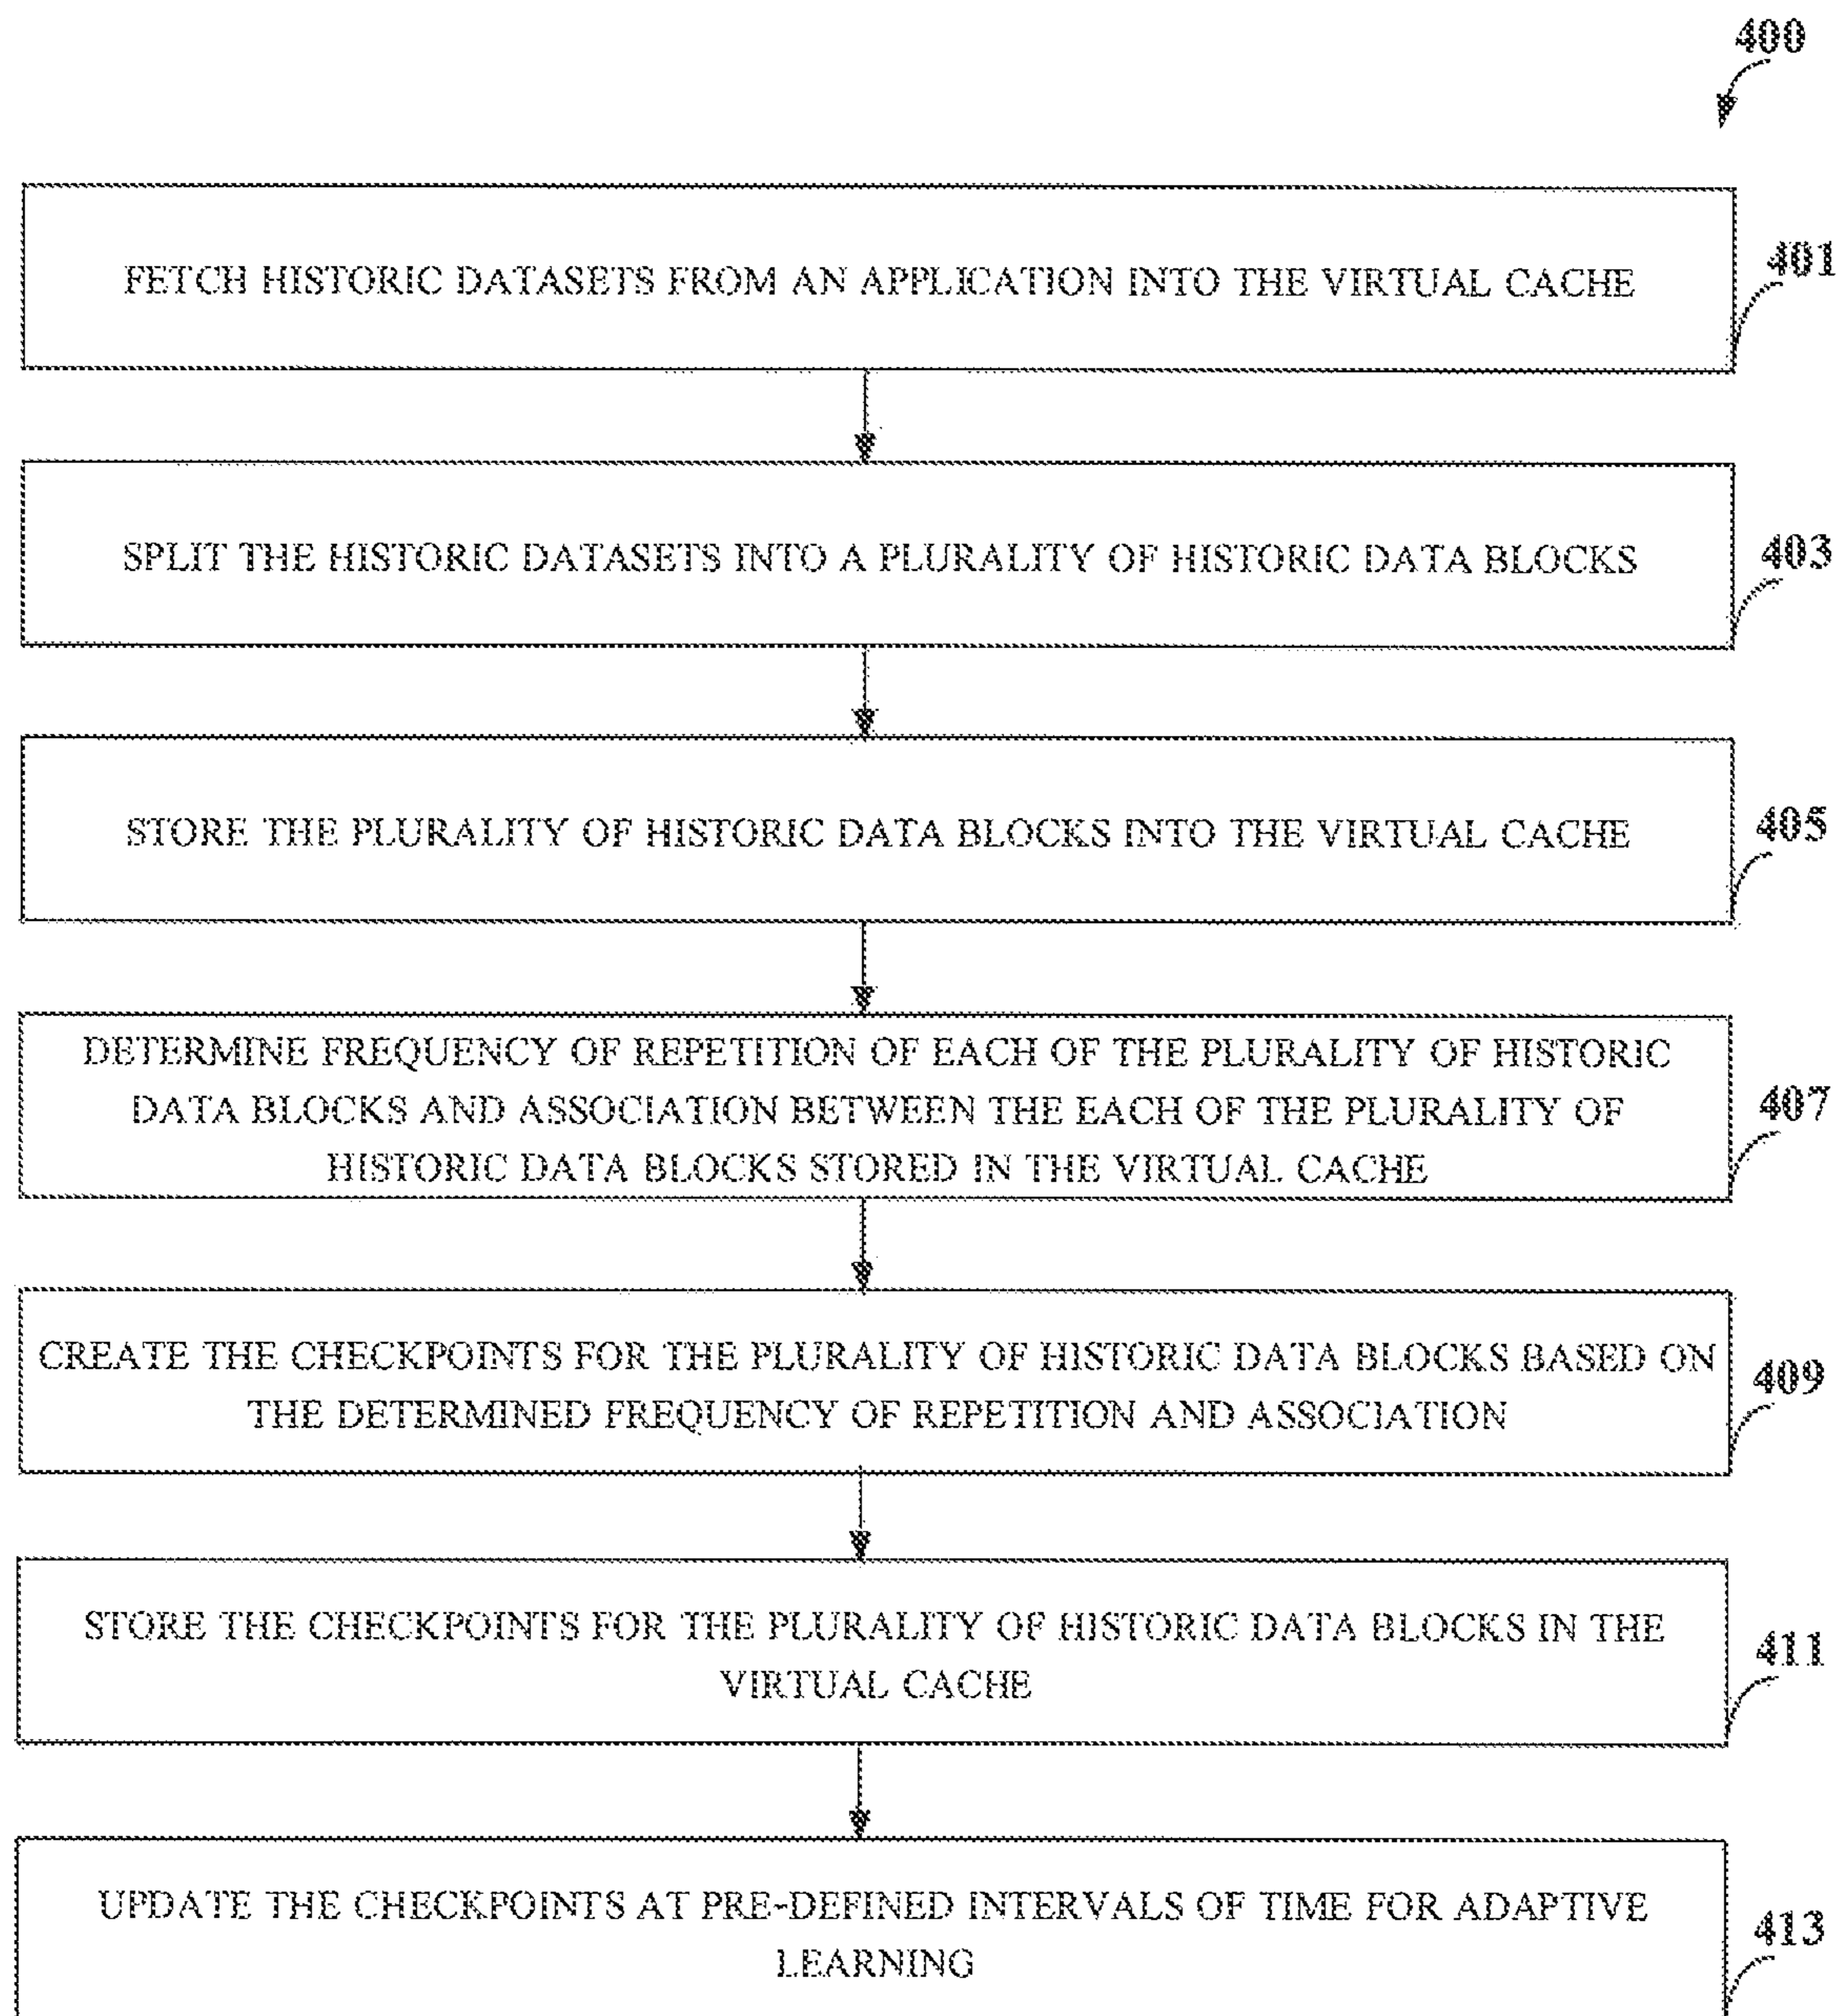 400
FETCH HISTORIC DATASETS FROM AN APPLICATION INTO THE VIRTUAL CACHE
401
SPLIT THE HISTORIC DATASETS INTO A PLURALITY OF HISTORIC DATA BLOCKS
403
STORE THE PLURALITY OF HISTORIC DATA BLOCKS INTO THE VIRTUAL CACHE
405
DETERMINE FREQUENCY OF REPETITION OF EACH OF THE PLURALITY OF HISTORIC
DATA BLOCKS AND ASSOCIATION BETWEEN THE EACH OF THE PLURALITY OF
HISTORIC DATA BLOCKS STORED IN THE VIRTUAL CACHE
407
CREATE THE CHECKPOINTS FOR THE PLURALITY OF HISTORIC DATA BLOCKS BASED ON
THE DETERMINED FREQUENCY OF REPETITION AND ASSOCIATION
409
STORE THE CHECKPOINTS FOR THE PLURALITY OF HISTORIC DATA BLOCKS IN THE
VIRTUAL CACHE
411
UPDATE THE CHECKPOINTS AT PRE-DEFINED INTERVALS OF TIME FOR ADAPTIVE
LEARNING
413